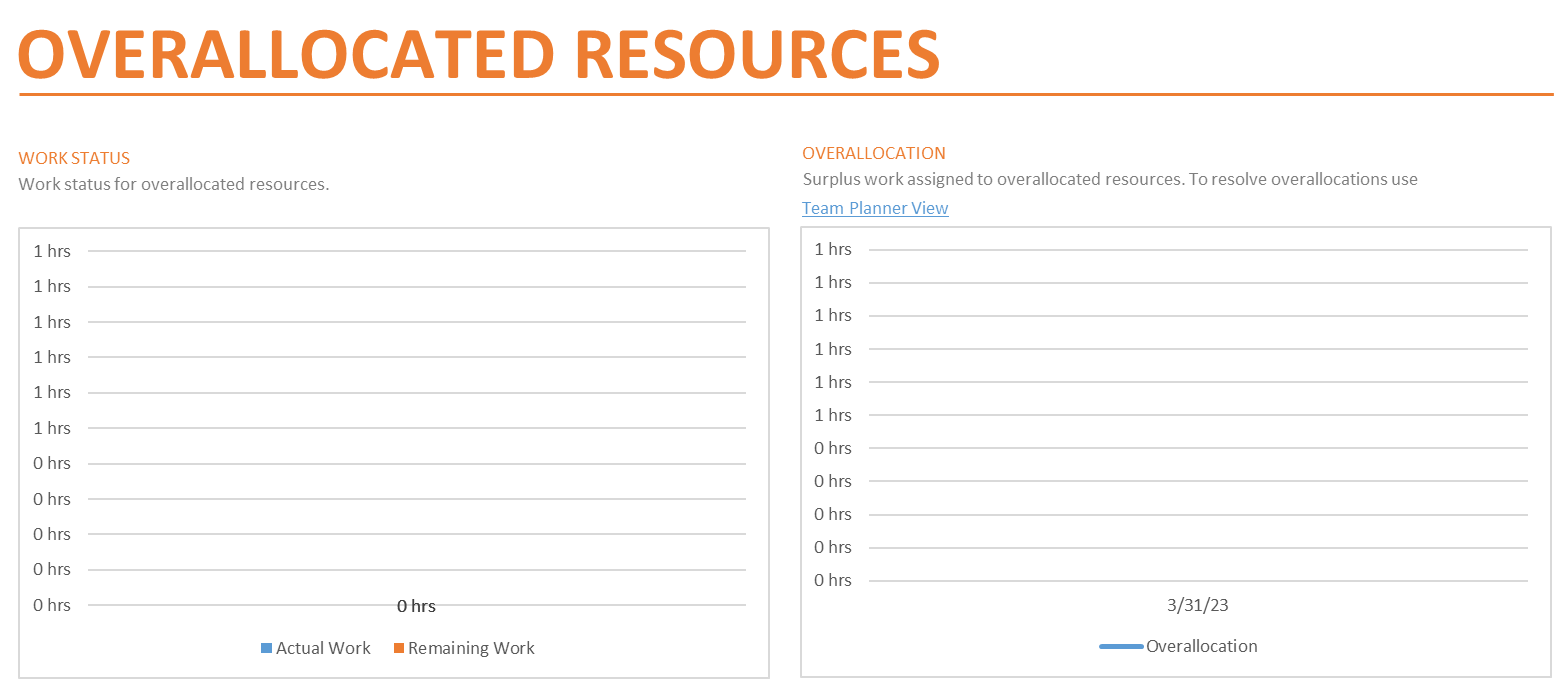 OVERALLOCATED RESOURCES
WORK STATUS
Work status for overallocated resources.
1 hrs
1 hrs
1 hrs
1 hrs
1 hrs
1 hrs
0 hrs
0 hrs
0 hrs
0 hrs
0 hrs
0 hrs
Actual Work
Remaining Work
OVERALLOCATION
Surplus work assigned to overallocated resources. To resolve overallocations use
Team Planner View
1 hrs
1 hrs
1 hrs
1 hrs
1 hrs
1 hrs
0 hrs
0 hrs
0 hrs
0 hrs
0 hrs
3/31/23
Overallocation